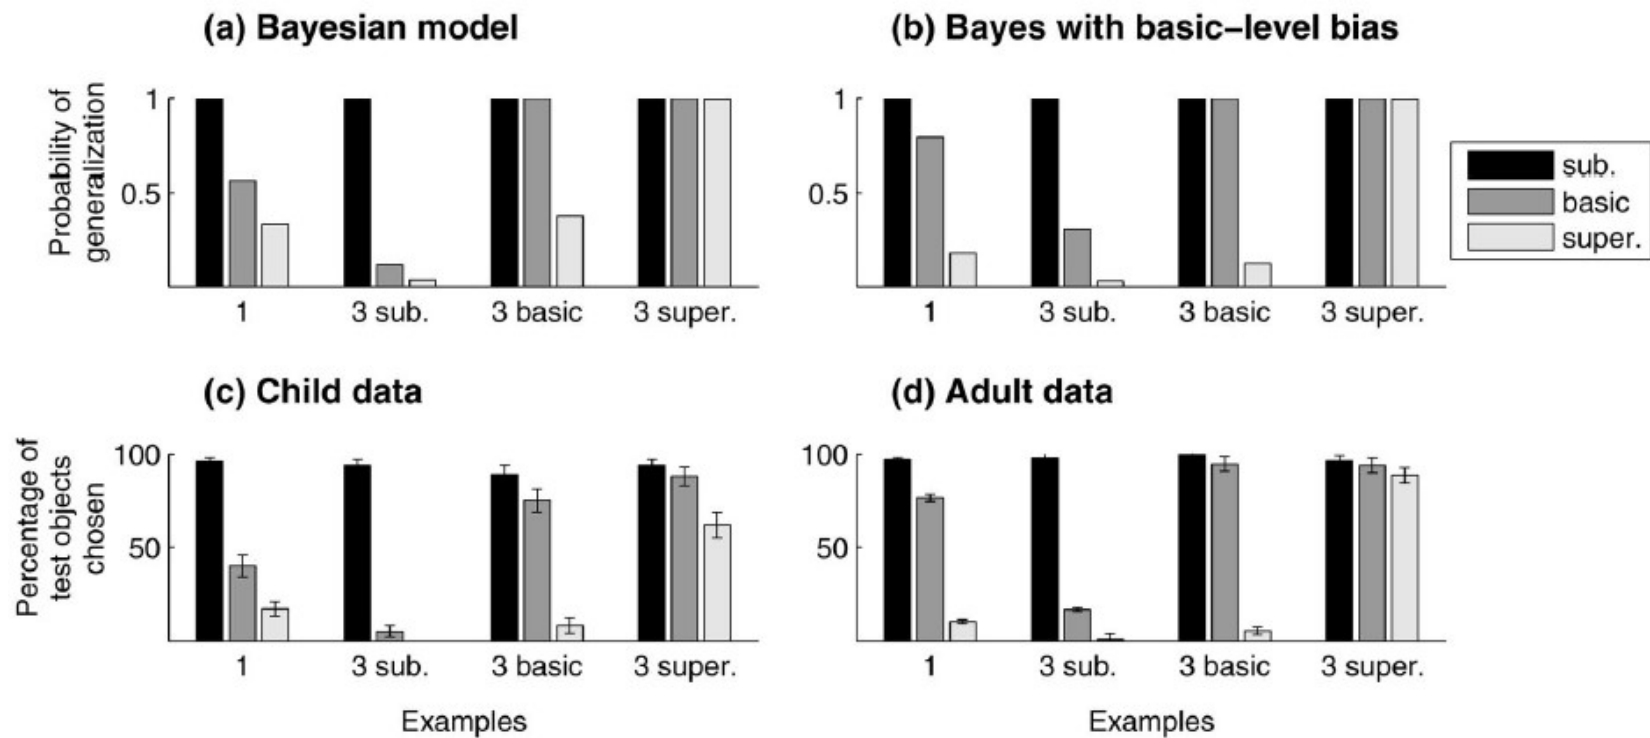 (a) Bayesian model
(b) Bayes with basic–level bias
Probability of
generalization
1
0.5
1
3 sub.
3 basic
3 super.
1
0.5
1
3 sub.
3 basic
3 super.
sub.
basic
super.
(c) Child data
(d) Adult data
Percentage of
test objects
chosen
100
50
1
3 sub.
3 basic
3 super.
Examples
100
50
1
3 sub.
3 basic
3 super.
Examples